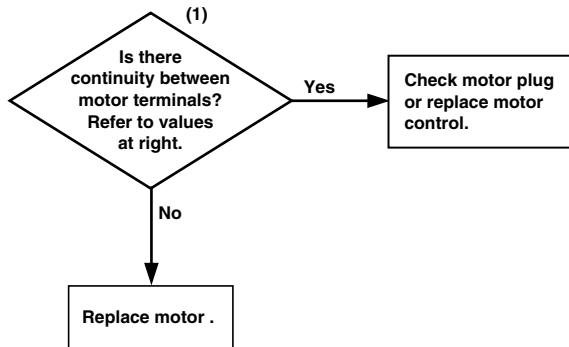 (1)
Is there
continuity between
motor terminals?
Refer to values
at right.
Yes
Check motor plug
or replace motor
control.
No
Replace motor .